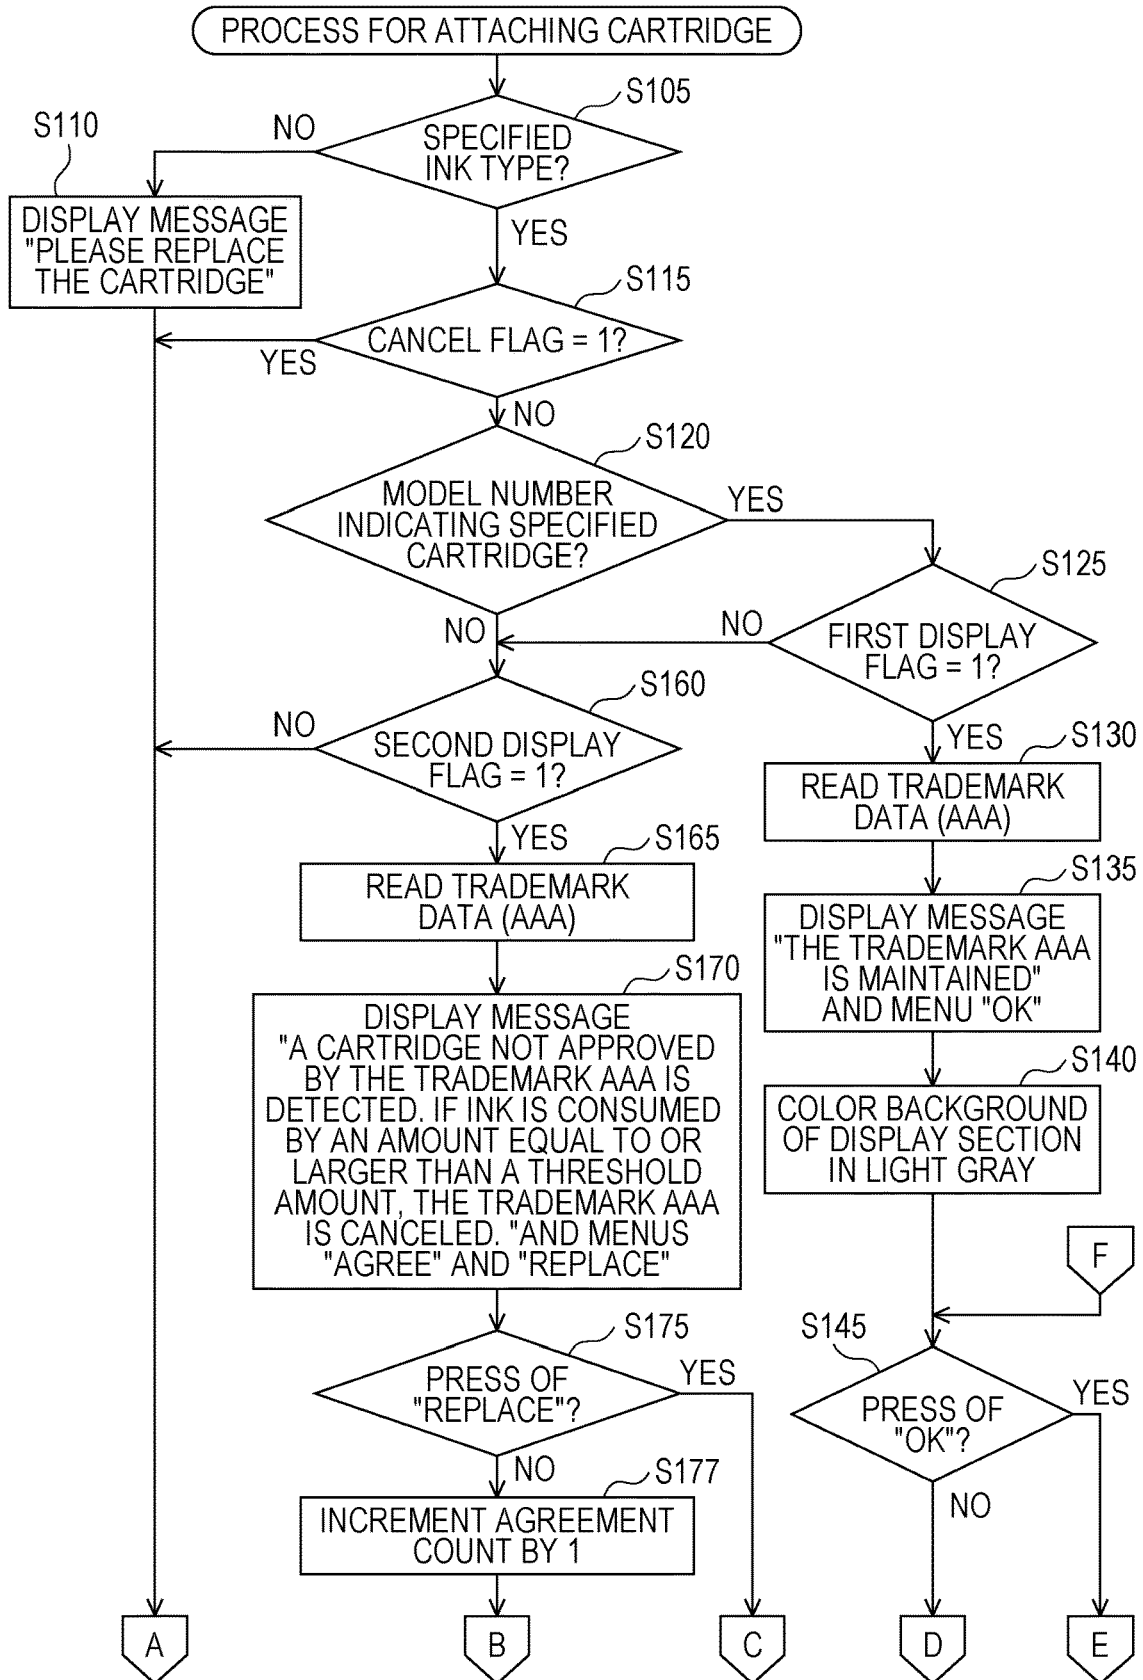 PROCESS FOR ATTACHING CARTRIDGE
S105
SPECIFIED
INK TYPE?
NO
YES
S110
DISPLAY MESSAGE
"PLEASE REPLACE
THE CARTRIDGE"
S115
CANCEL FLAG = 1?
YES
NO
S120
MODEL NUMBER
INDICATING SPECIFIED
CARTRIDGE?
YES
NO
S125
FIRST DISPLAY
FLAG = 1?
NO
YES
S160
SECOND DISPLAY
FLAG = 1?
NO
YES
S130
READ TRADEMARK
DATA (AAA)
S165
READ TRADEMARK
DATA (AAA)
S135
DISPLAY MESSAGE
"THE TRADEMARK AAA
IS MAINTAINED"
AND MENU "OK"
S170
DISPLAY MESSAGE
"A CARTRIDGE NOT APPROVED
BY THE TRADEMARK AAA IS
DETECTED. IF INK IS CONSUMED
BY AN AMOUNT EQUAL TO OR
LARGER THAN A THRESHOLD
AMOUNT, THE TRADEMARK AAA
IS CANCELED. "AND MENUS
"AGREE" AND "REPLACE"
S140
COLOR BACKGROUND
OF DISPLAY SECTION
IN LIGHT GRAY
F
S175
PRESS OF
"REPLACE"?
YES
NO
S145
PRESS OF
"OK"?
YES
NO
S177
INCREMENT AGREEMENT
COUNT BY 1
A
B
C
D
E